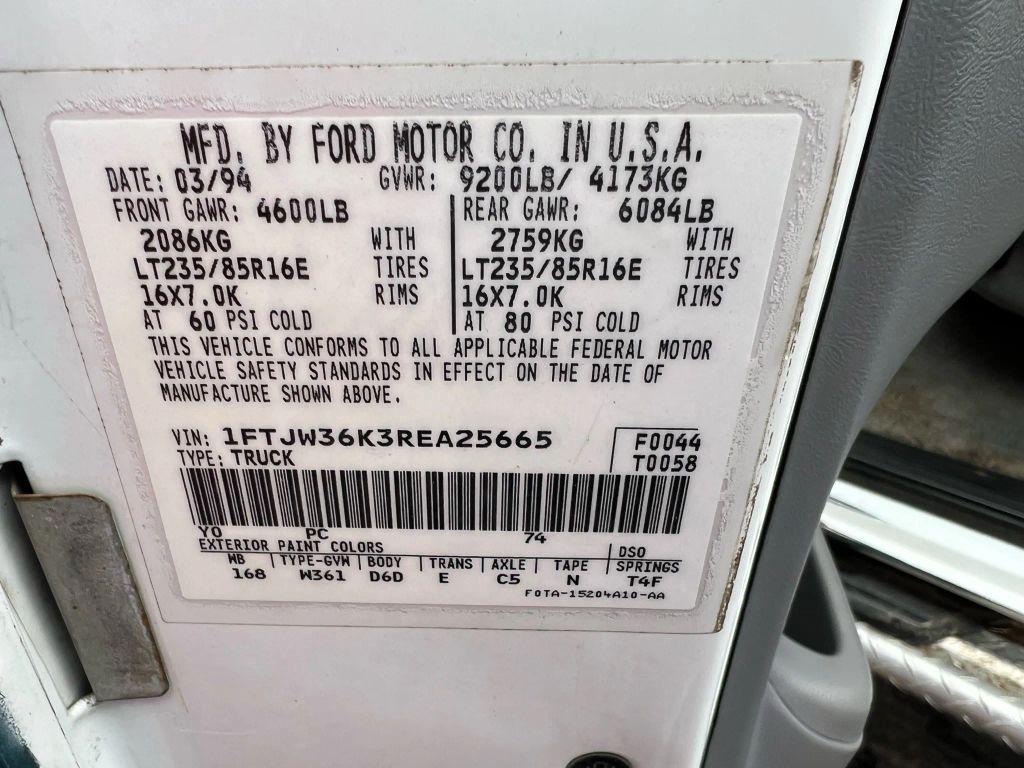 MFD. BY FORD MOTOR CO. IN U.S.A.
DATE: 03/94 GVWR: 9200LB/ 4173KG
FRONT GAWR: 4600LB REAR GAWR: 6084LB
2086KG WITH 2759KG WITH
LT235/85R16E TIRES LT235/85R16E TIRES
16X7.0K RIMS 16X7.0K RIMS
AT 60 PSI COLD AT 80 PSI COLD
THIS VEHICLE CONFORMS TO ALL APPLICABLE FEDERAL MOTOR
VEHICLE SAFETY STANDARDS IN EFFECT ON THE DATE OF
MANUFACTURE SHOWN ABOVE.
VIN: 1FTJW36K3REA25665 F0044
TYPE: TRUCK T0058
YO PC 74
EXTERIOR PAINT COLORS DSO
WB TYPE-GVW BODY TRANS AXLE TAPE SPRINGS
168 W361 D6D E C5 N T4F
F0TA-15204A10-AA